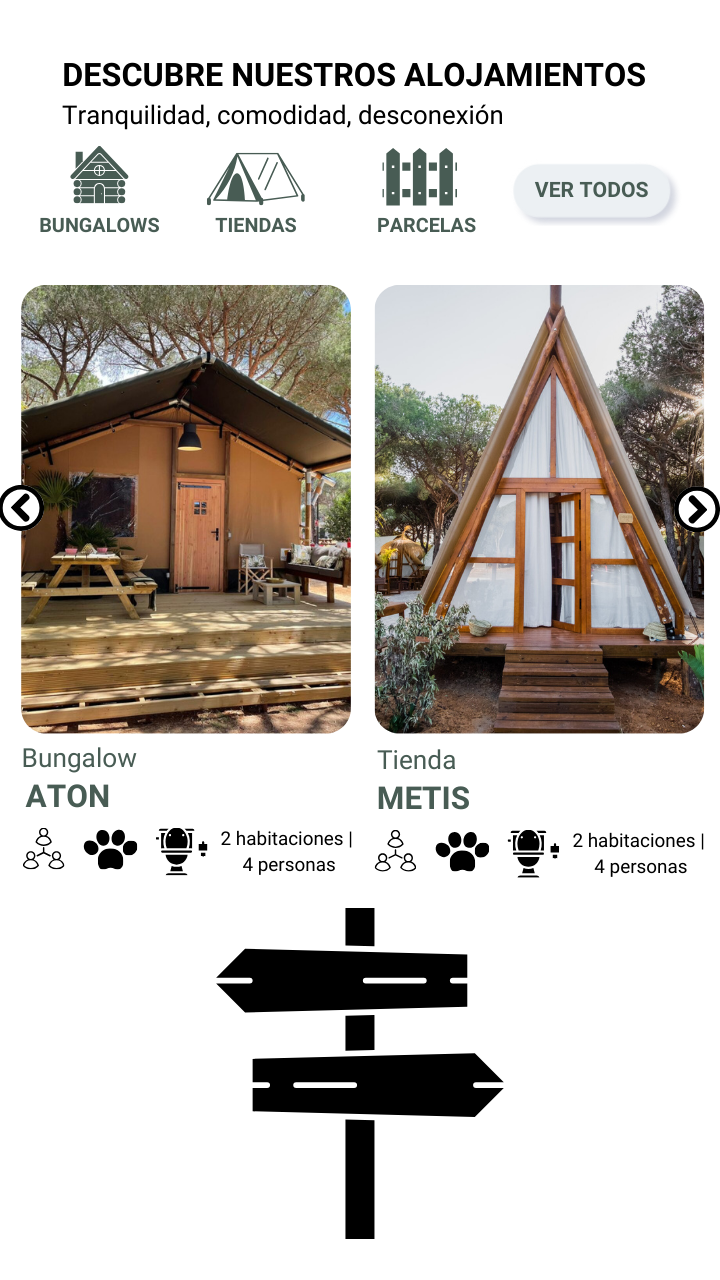 DESCUBRE NUESTROS ALOJAMIENTOS
Tranquilidad, comodidad, desconexión
BUNGALOWS
TIENDAS
PARCELAS
VER TODOS
Bungalow
ATON
2 habitaciones |
4 personas
Tienda
METIS
2 habitaciones |
4 personas